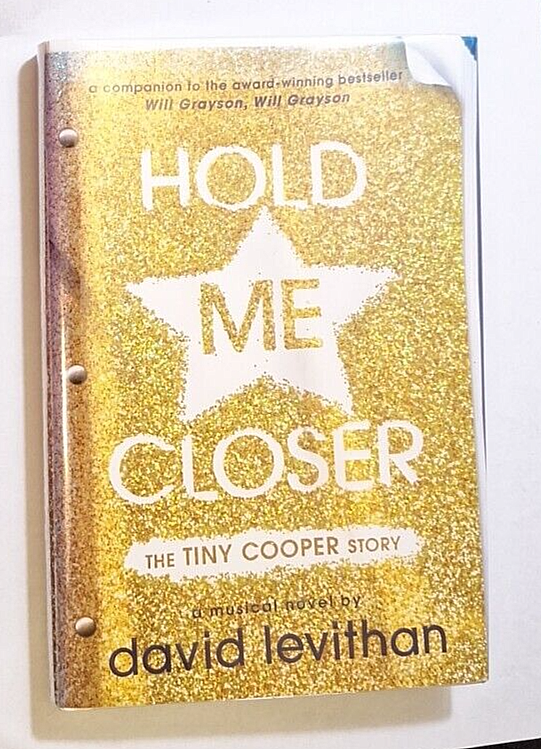 a companion to the award-winning bestseller
Will Grayson, Will Grayson
HOLD
ME
CLOSER
THE TINY COOPER STORY
a musical novel by
david levithan